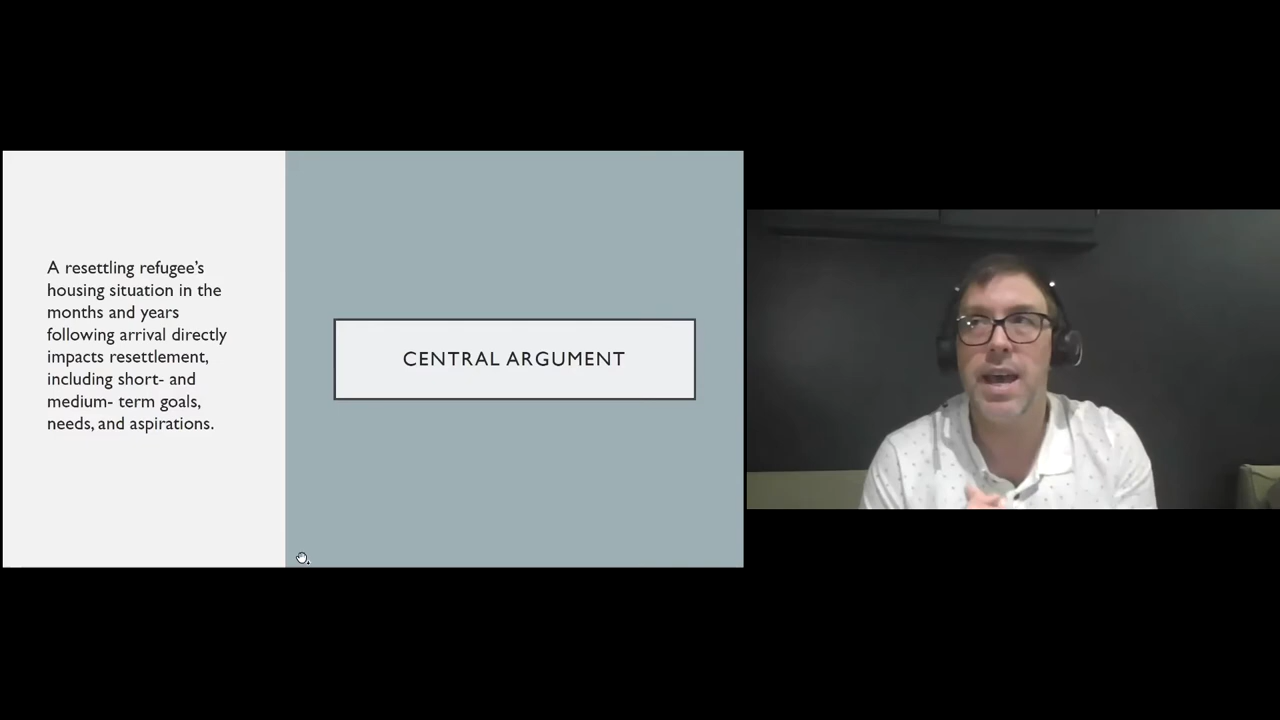 A resettling refugee’s
housing situation in the
months and years
following arrival directly
impacts resettlement,
including short- and
medium- term goals,
needs, and aspirations.
CENTRAL ARGUMENT